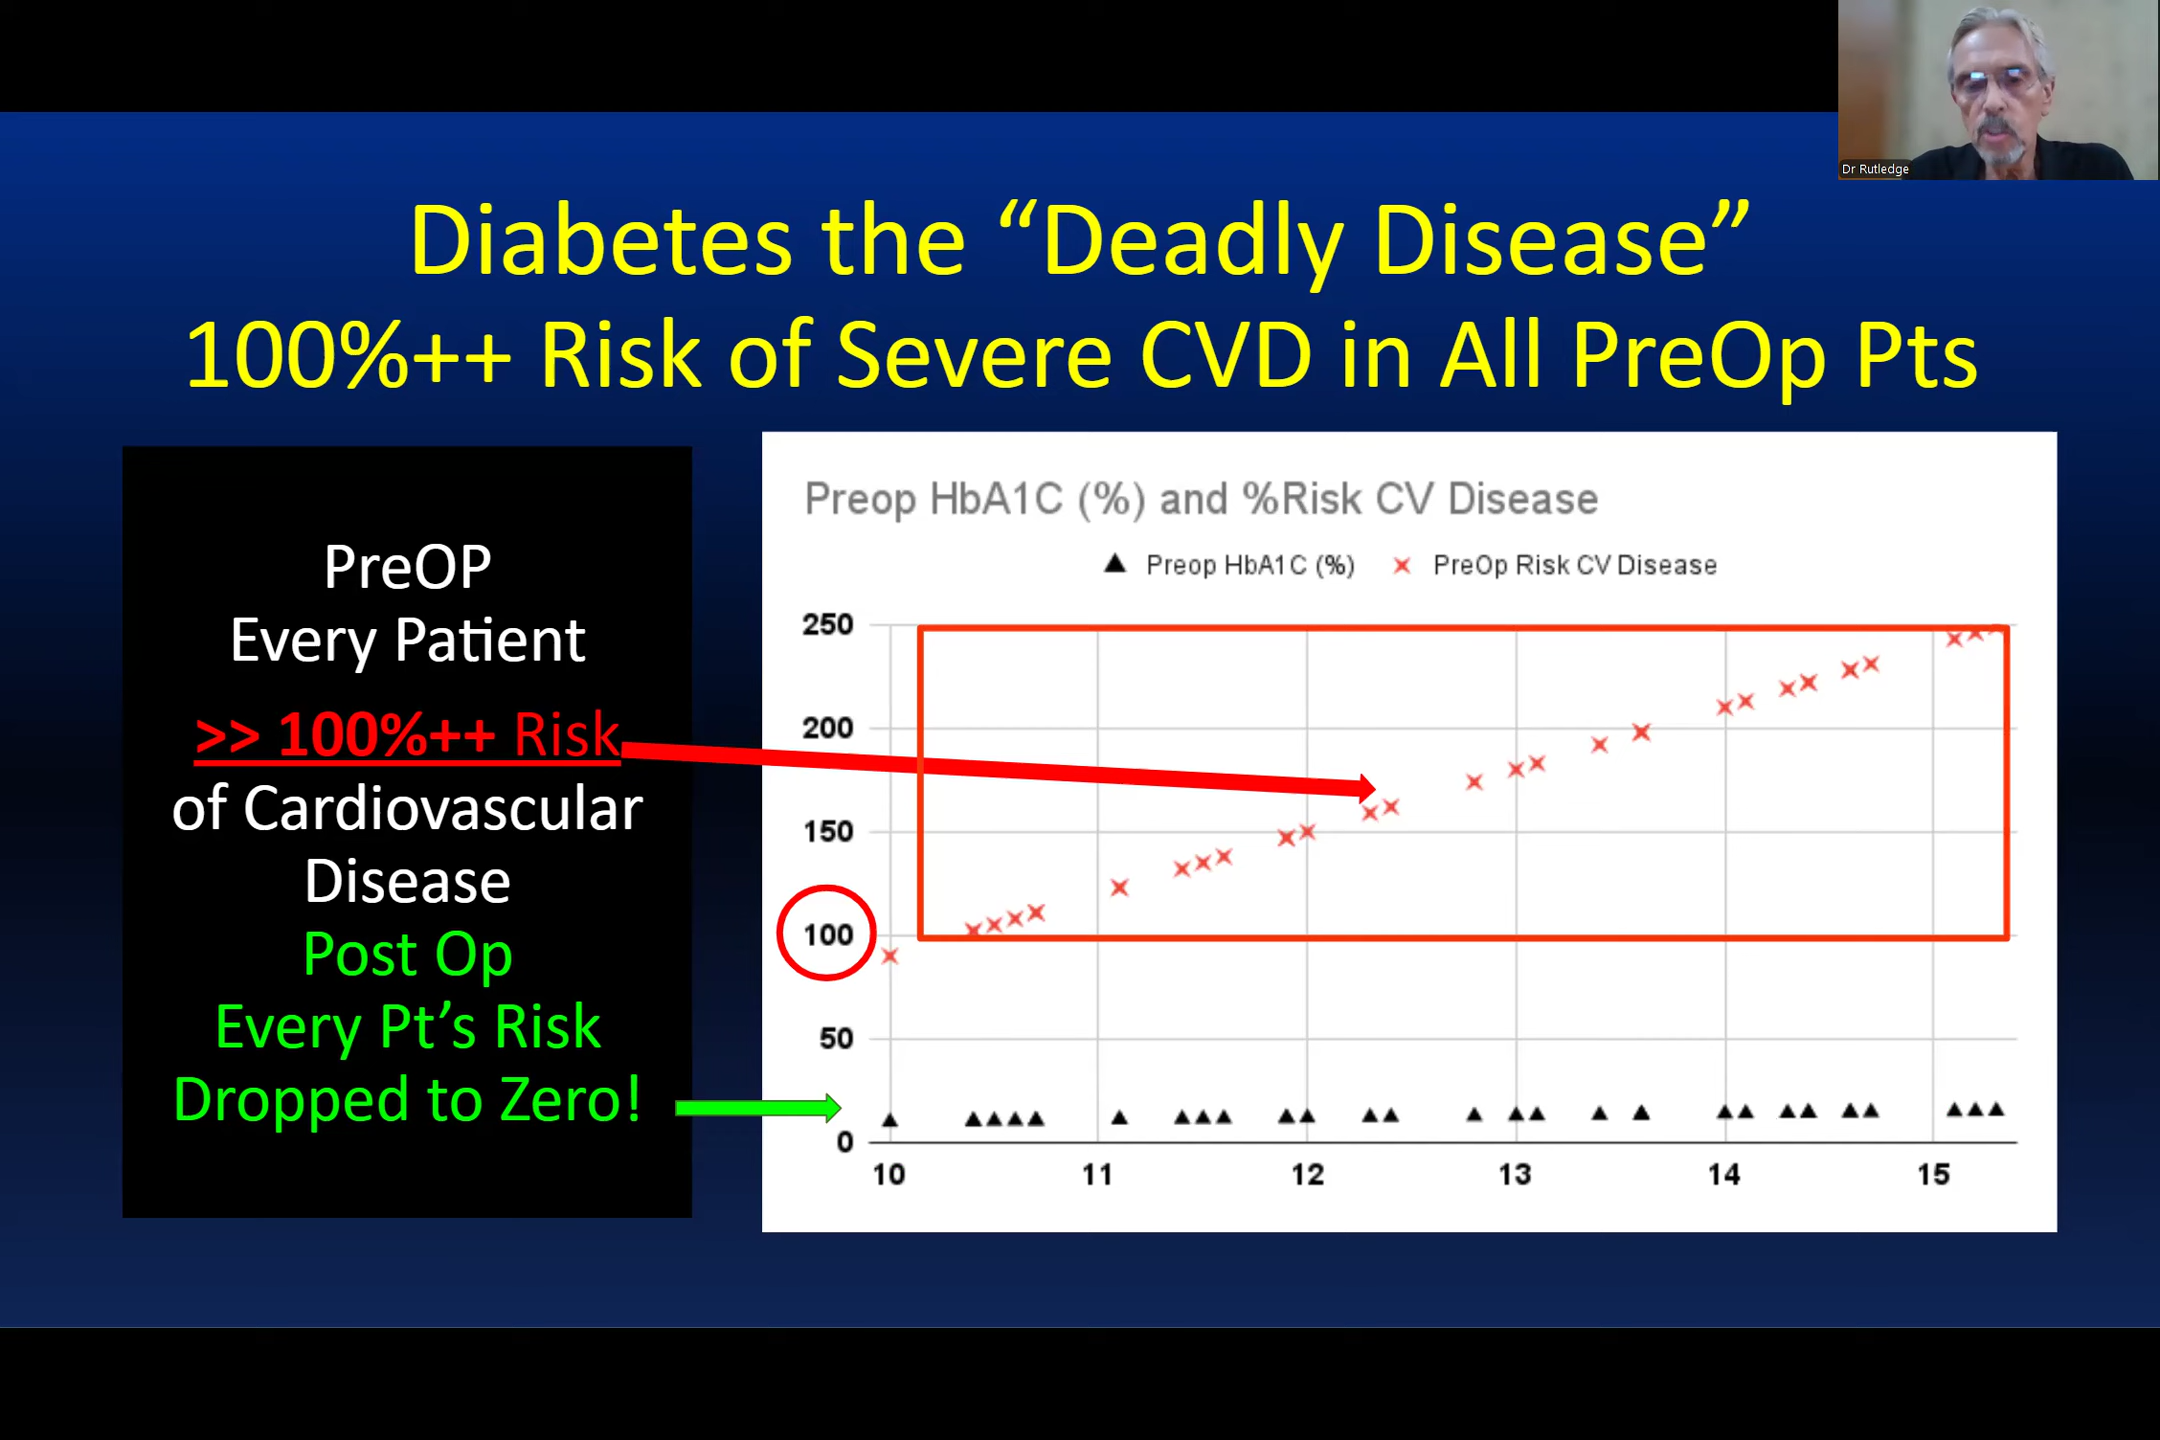 Dr Rutledge
Diabetes the “Deadly Disease”
100%++ Risk of Severe CVD in All PreOp Pts
PreOP
Every Patient
>> 100%++ Risk
of Cardiovascular
Disease
Post Op
Every Pt’s Risk
Dropped to Zero!
Preop HbA1C (%) and %Risk CV Disease
Preop HbA1C (%) PreOp Risk CV Disease
250
200
150
100
50
0
10 11 12 13 14 15